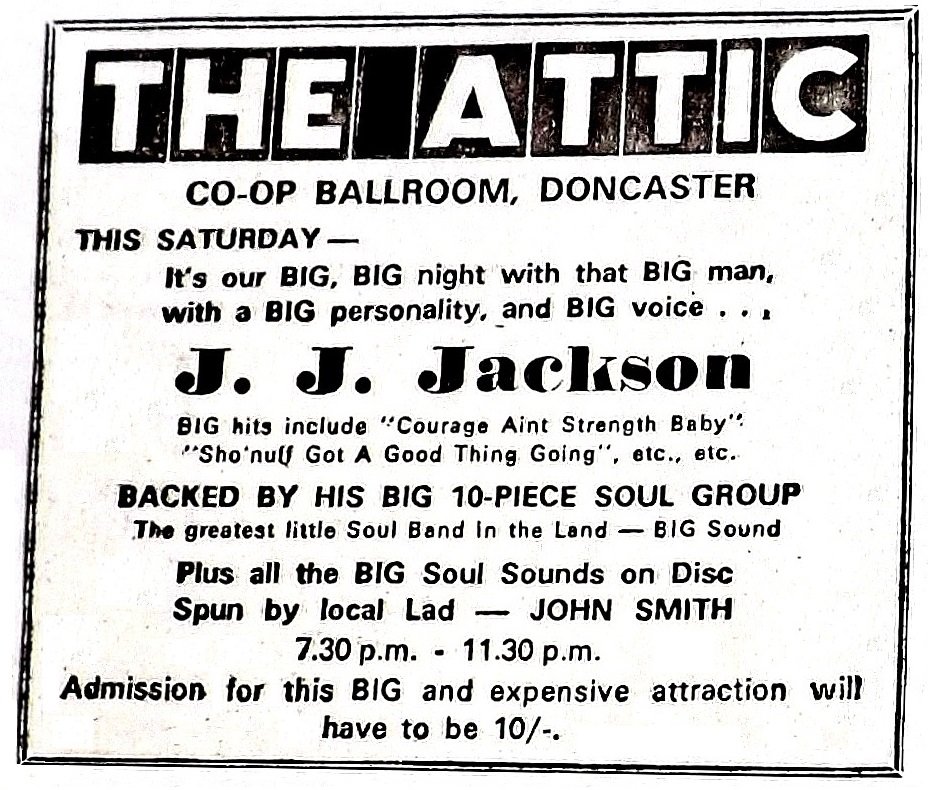 THE ATTIC
CO-OP BALLROOM, DONCASTER
THIS SATURDAY —
It's our BIG, BIG night with that BIG man,
with a BIG personality, and BIG voice . . .
J. J. Jackson
BIG hits include "Courage Aint Strength Baby"
"Sho'nuff Got A Good Thing Going", etc., etc.
BACKED BY HIS BIG 10-PIECE SOUL GROUP
The greatest little Soul Band in the Land — BIG Sound
Plus all the BIG Soul Sounds on Disc
Spun by local Lad — JOHN SMITH
7.30 p.m. - 11.30 p.m.
Admission for this BIG and expensive attraction will
have to be 10/-.